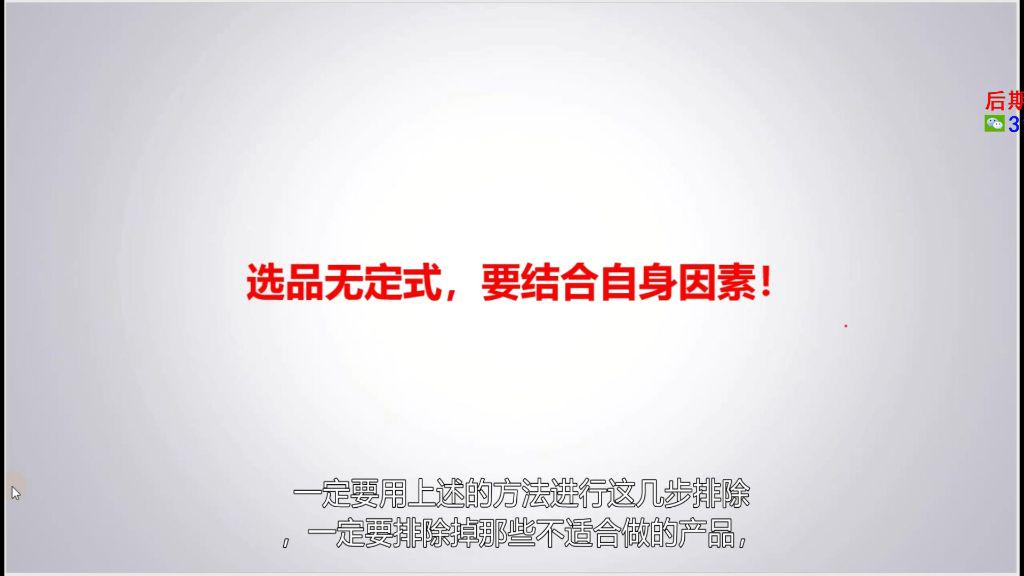 后期
3
选品无定式，要结合自身因素！
一定要用上述的方法进行这几步排除
，一定要排除掉那些不适合做的产品，